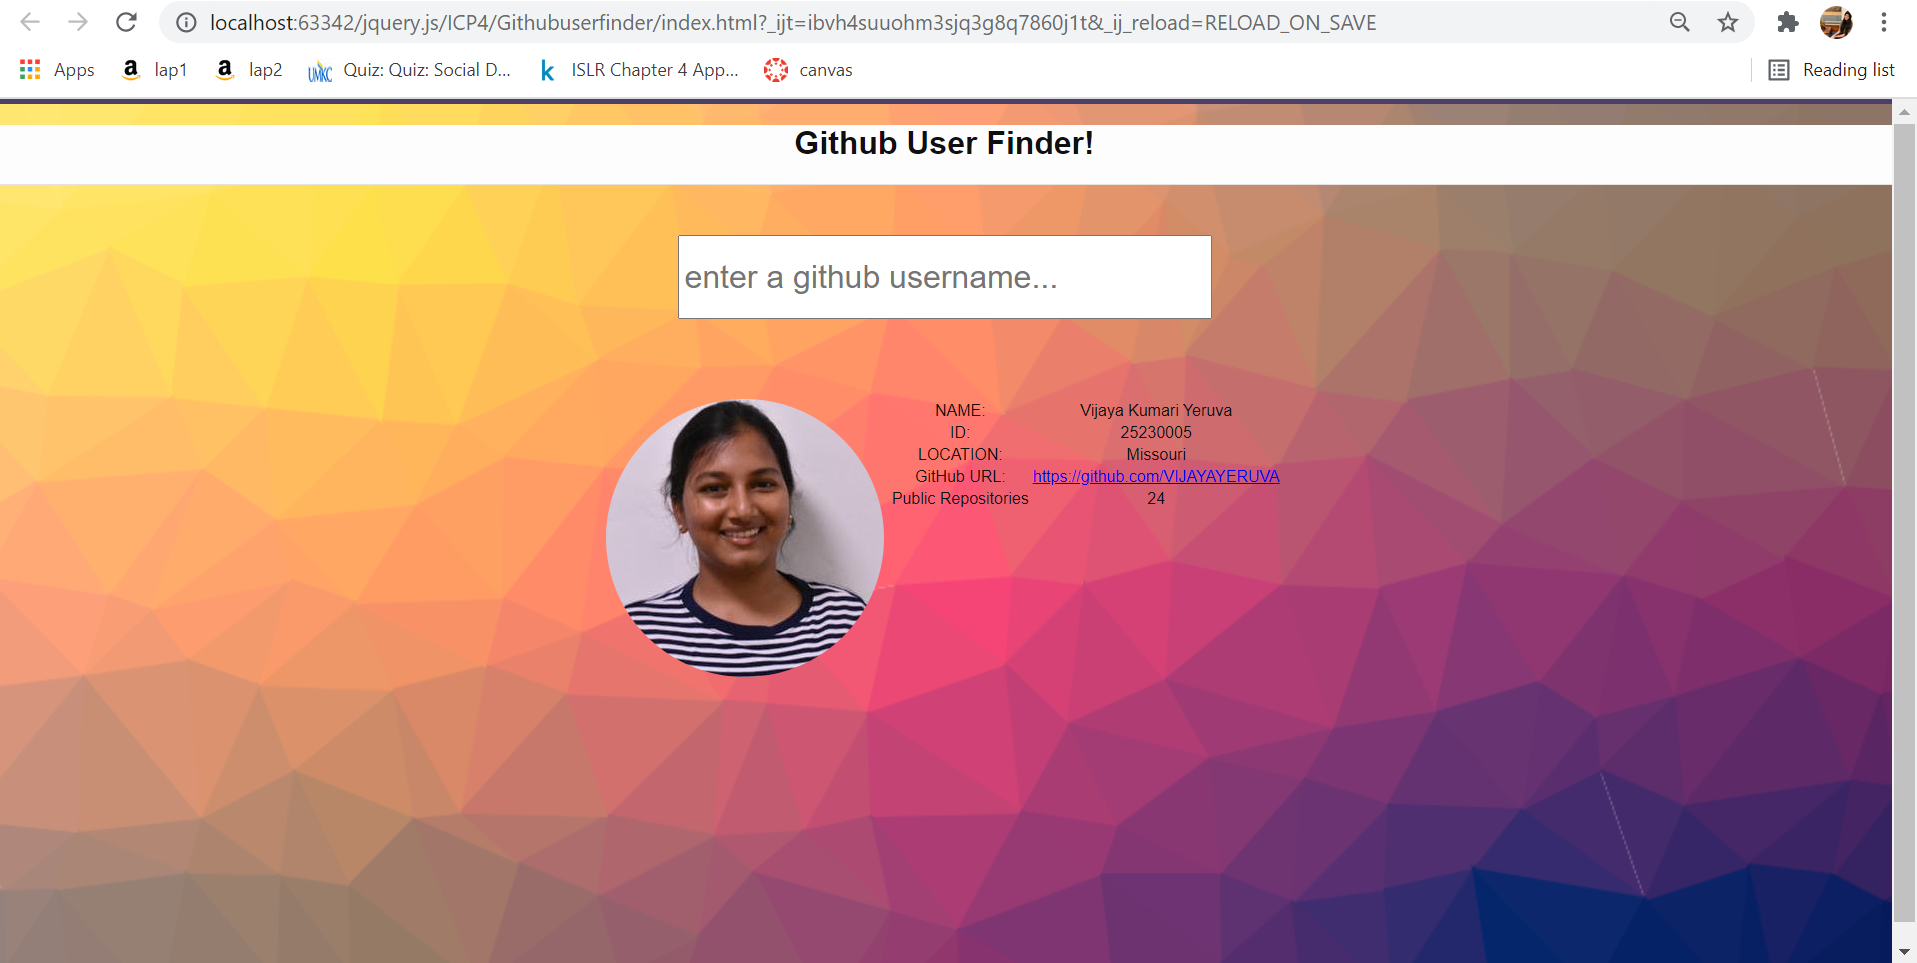 localhost:63342/jquery.js/ICP4/Githubuserfinder/index.html?_ijt=ibvh4suuohm3sjq3g8q7860j1t&_ij_reload=RELOAD_ON_SAVE
Apps lap1 lap2 UMKC Quiz: Quiz: Social D... k ISLR Chapter 4 App... canvas Reading list
Github User Finder!
enter a github username...
NAME: Vijaya Kumari Yeruva
ID: 25230005
LOCATION: Missouri
GitHub URL: https://github.com/VIJAYAYERUVA
Public Repositories 24